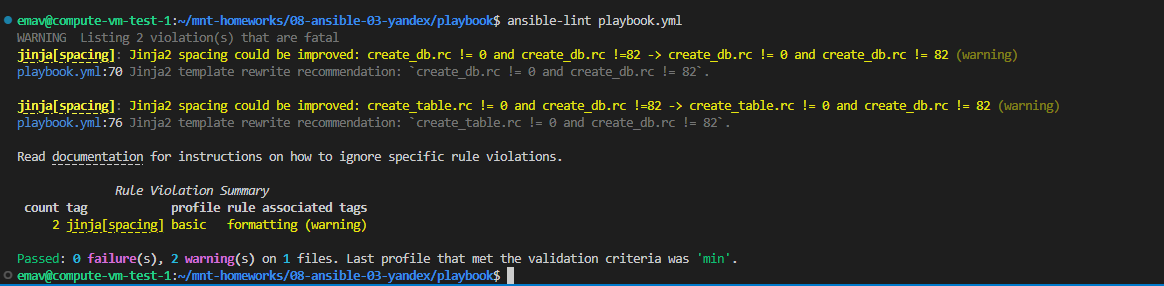 emav@compute-vm-test-1:~/mnt-homeworks/08-ansible-03-yandex/playbook$ ansible-lint playbook.yml
WARNING  Listing 2 violation(s) that are fatal
jinja[spacing]: Jinja2 spacing could be improved: create_db.rc != 0 and create_db.rc !=82 -> create_db.rc != 0 and create_db.rc != 82 (warning)
playbook.yml:70 Jinja2 template rewrite recommendation: `create_db.rc != 0 and create_db.rc != 82`.
jinja[spacing]: Jinja2 spacing could be improved: create_table.rc != 0 and create_db.rc !=82 -> create_table.rc != 0 and create_db.rc != 82 (warning)
playbook.yml:76 Jinja2 template rewrite recommendation: `create_table.rc != 0 and create_db.rc != 82`.
Read documentation for instructions on how to ignore specific rule violations.
Rule Violation Summary
count tag            profile rule associated tags
2 jinja[spacing] basic   formatting (warning)
Passed: 0 failure(s), 2 warning(s) on 1 files. Last profile that met the validation criteria was 'min'.
emav@compute-vm-test-1:~/mnt-homeworks/08-ansible-03-yandex/playbook$